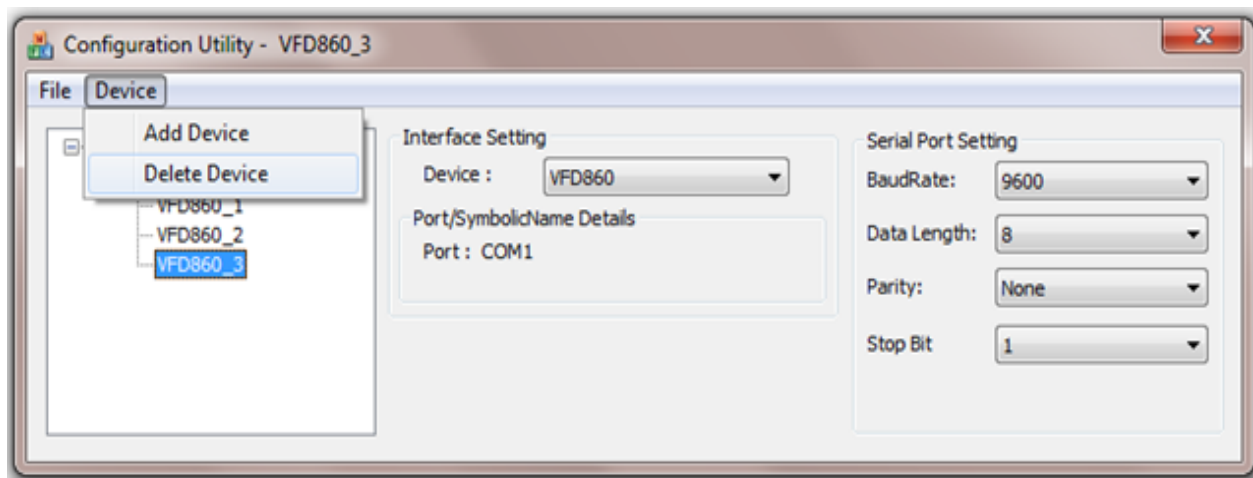 Configuration Utility - VFD860_3
File Device
Add Device
Delete Device
VFD860_1
VFD860_2
VFD860_3
Interface Setting
Device : VFD860
Port/SymbolicName Details
Port : COM1
Serial Port Setting
BaudRate: 9600
Data Length: 8
Parity: None
Stop Bit 1